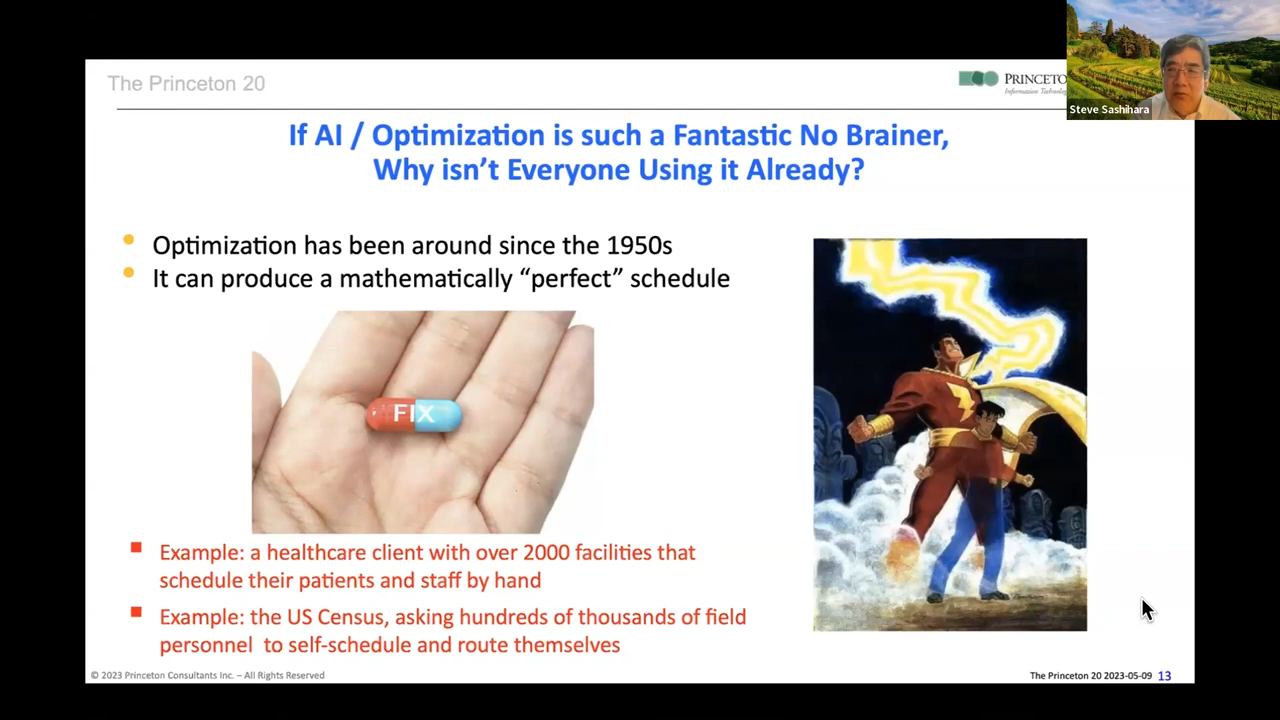 The Princeton 20
PRINCETO
Information Technolog
Steve Sashihara
If AI / Optimization is such a Fantastic No Brainer,
Why isn’t Everyone Using it Already?
Optimization has been around since the 1950s
It can produce a mathematically “perfect” schedule
FIX
Example: a healthcare client with over 2000 facilities that
schedule their patients and staff by hand
Example: the US Census, asking hundreds of thousands of field
personnel to self-schedule and route themselves
© 2023 Princeton Consultants Inc. – All Rights Reserved
The Princeton 20 2023-05-09 13